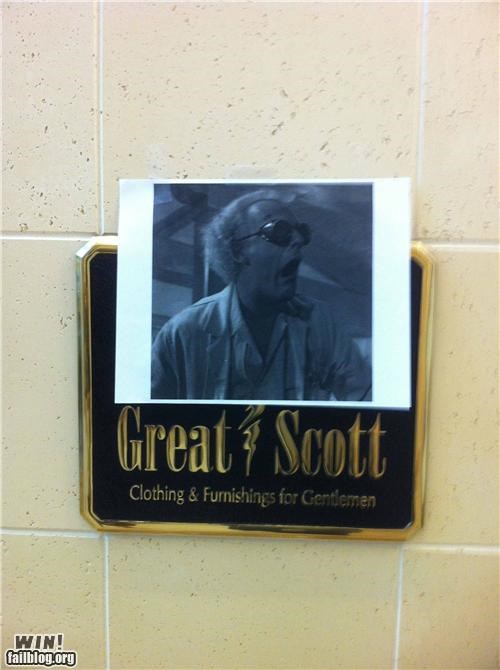 Great Scott
Clothing & Furnishings for Gentlemen
WIN!
failblog.org